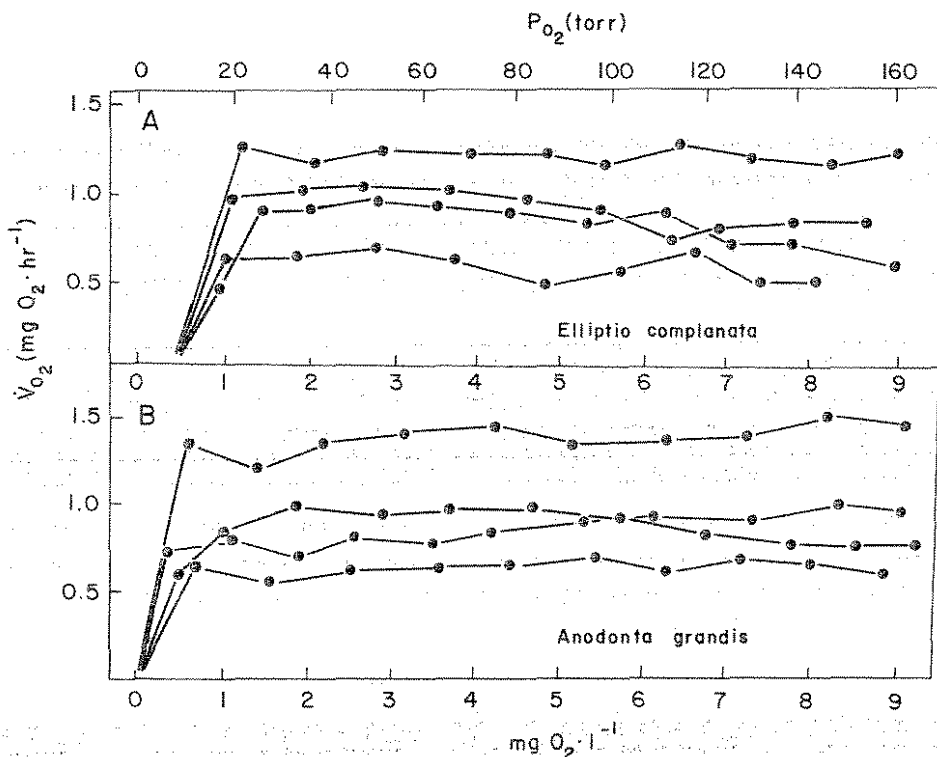 P_O₂ (torr)
0 20 40 60 80 100 120 140 160
A
1.5
1.0
0.5
Elliptio complanata
0 1 2 3 4 5 6 7 8 9
V̇_O₂ (mg O₂·hr⁻¹)
B
1.5
1.0
0.5
Anodonta grandis
0 1 2 3 4 5 6 7 8 9
mg O₂·l⁻¹